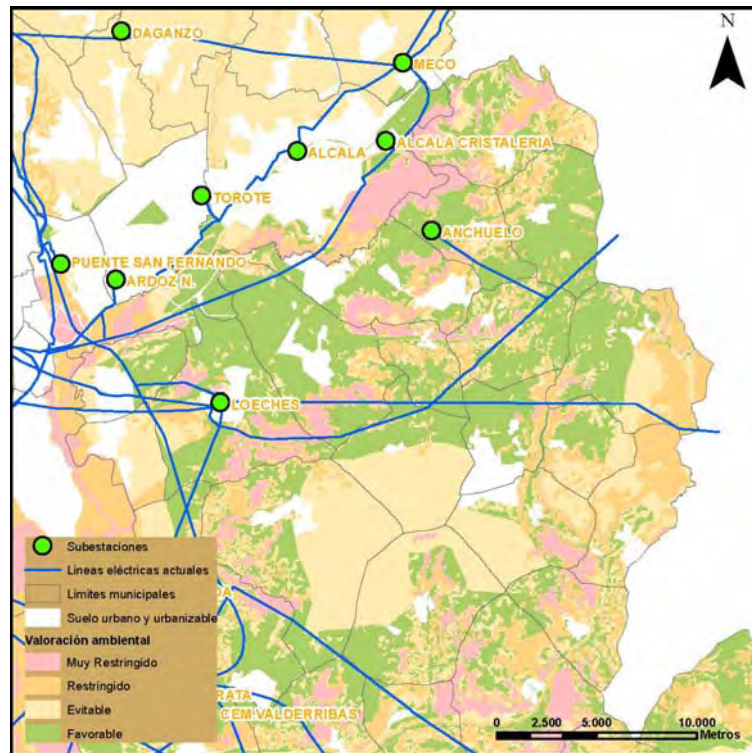 DAGANZO
N
MECO
ALCALA
ALCALA CRISTALERIA
TOROTE
ANCHUELO
PUENTE SAN FERNANDO
ARDOZ N.
LOECHES
Subestaciones
Lineas eléctricas actuales
Límites municipales
Suelo urbano y urbanizable
Valoración ambiental
Muy Restringido
Restringido
Evitable
Favorable
CEM VALDERRIBAS
0 2.500 5.000 10.000
Metros